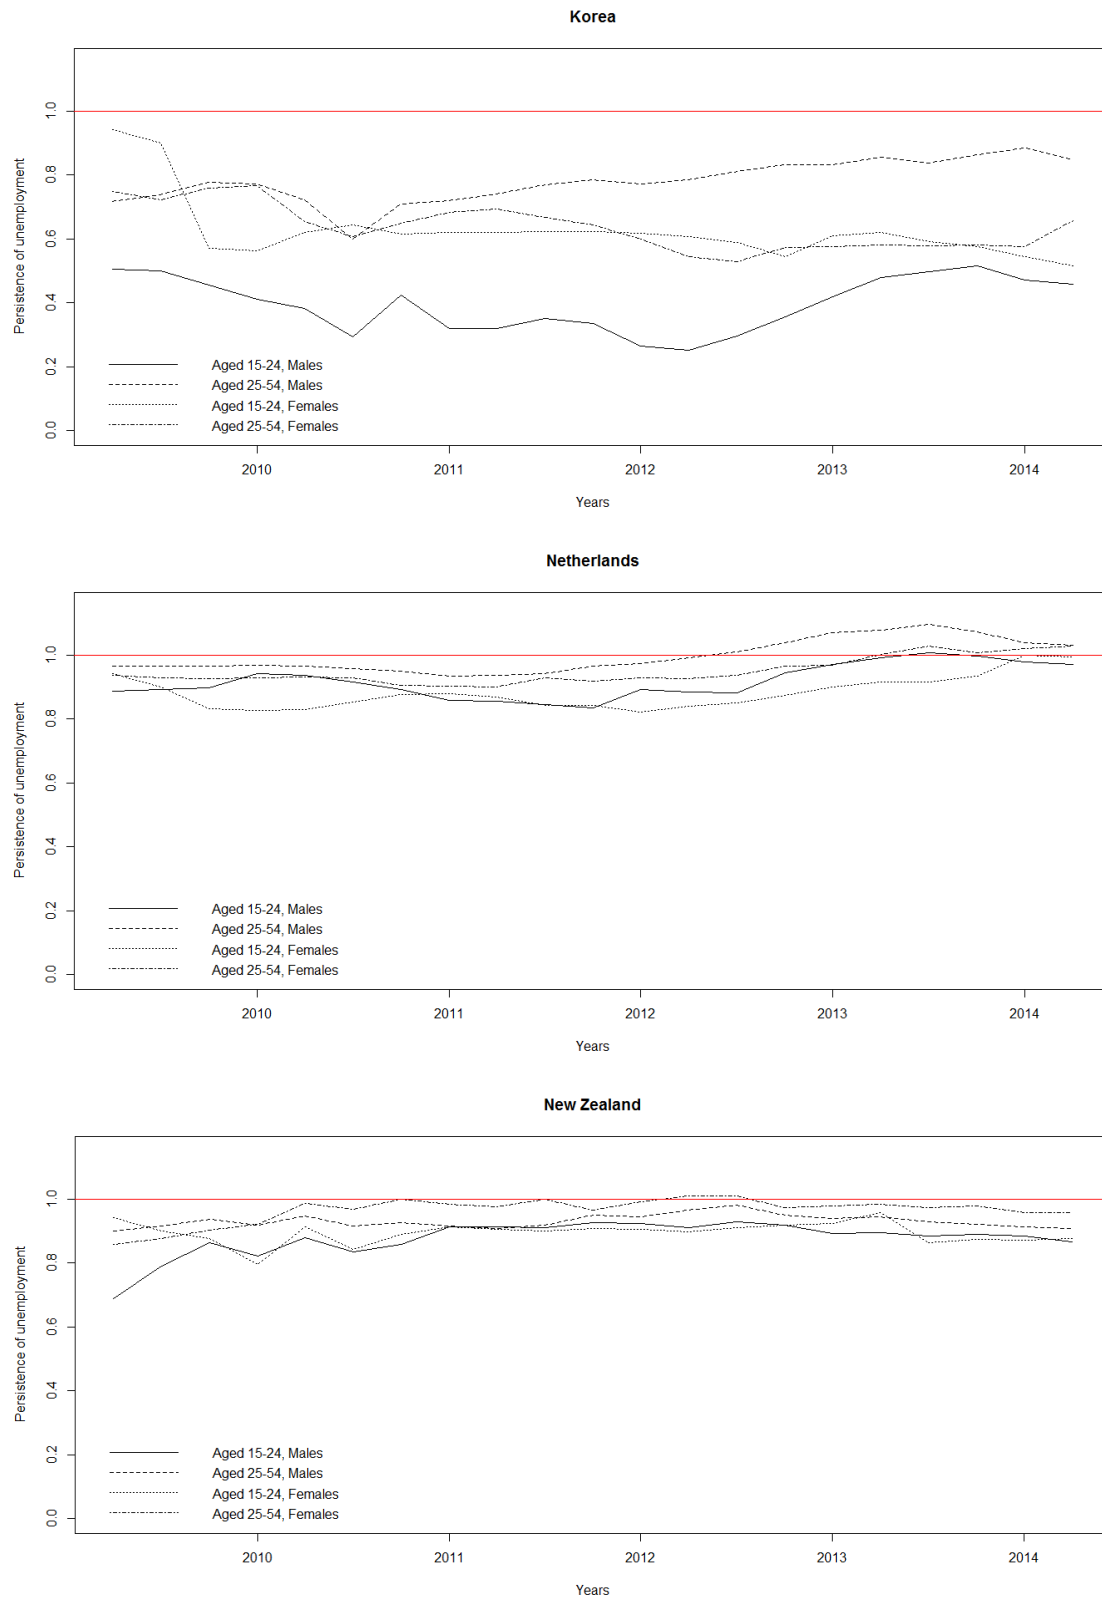 Korea
Persistence of unemployment
1.0
0.8
0.6
0.4
0.2
0.0
Aged 15-24, Males
Aged 25-54, Males
Aged 15-24, Females
Aged 25-54, Females
2010 2011 2012 2013 2014
Years
Netherlands
Persistence of unemployment
1.0
0.8
0.6
0.4
0.2
0.0
Aged 15-24, Males
Aged 25-54, Males
Aged 15-24, Females
Aged 25-54, Females
2010 2011 2012 2013 2014
Years
New Zealand
Persistence of unemployment
1.0
0.8
0.6
0.4
0.2
0.0
Aged 15-24, Males
Aged 25-54, Males
Aged 15-24, Females
Aged 25-54, Females
2010 2011 2012 2013 2014
Years